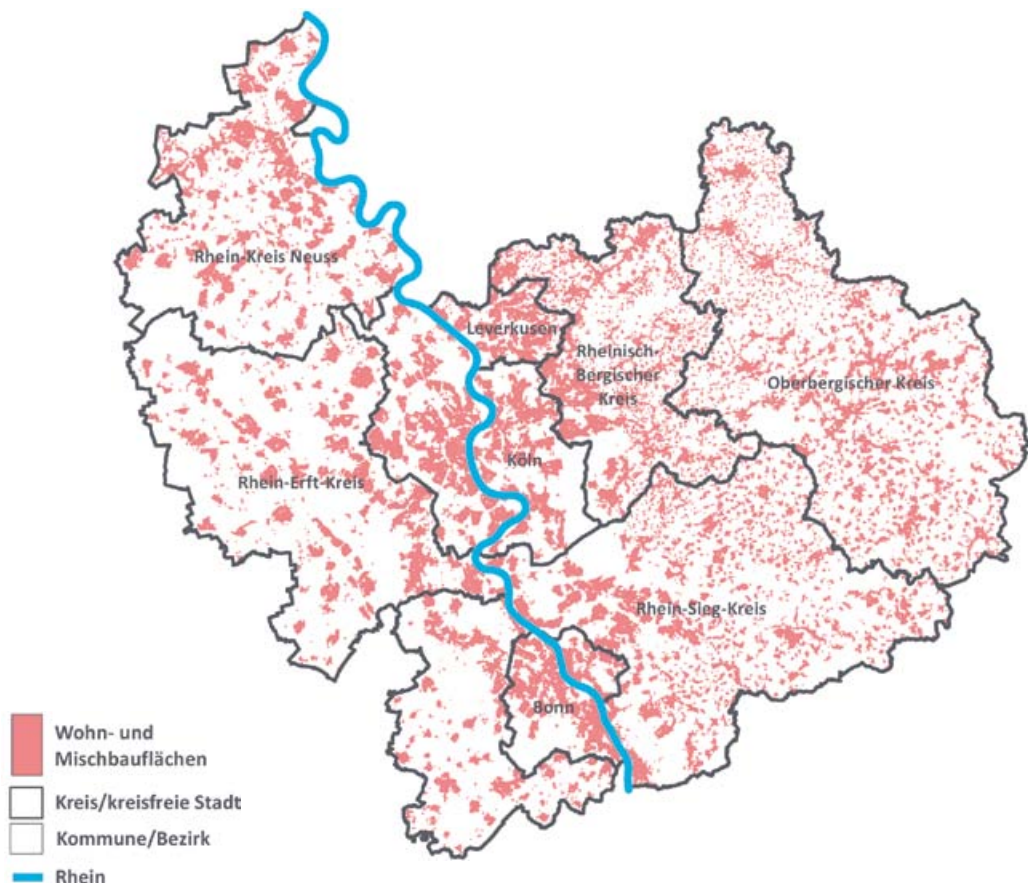 Rhein-Kreis Neuss
Leverkusen
Rheinisch-
Bergischer
Kreis
Oberbergischer Kreis
Köln
Rhein-Erft-Kreis
Rhein-Sieg-Kreis
Bonn
Wohn- und
Mischbauflächen
Kreis/kreisfreie Stadt
Kommune/Bezirk
Rhein